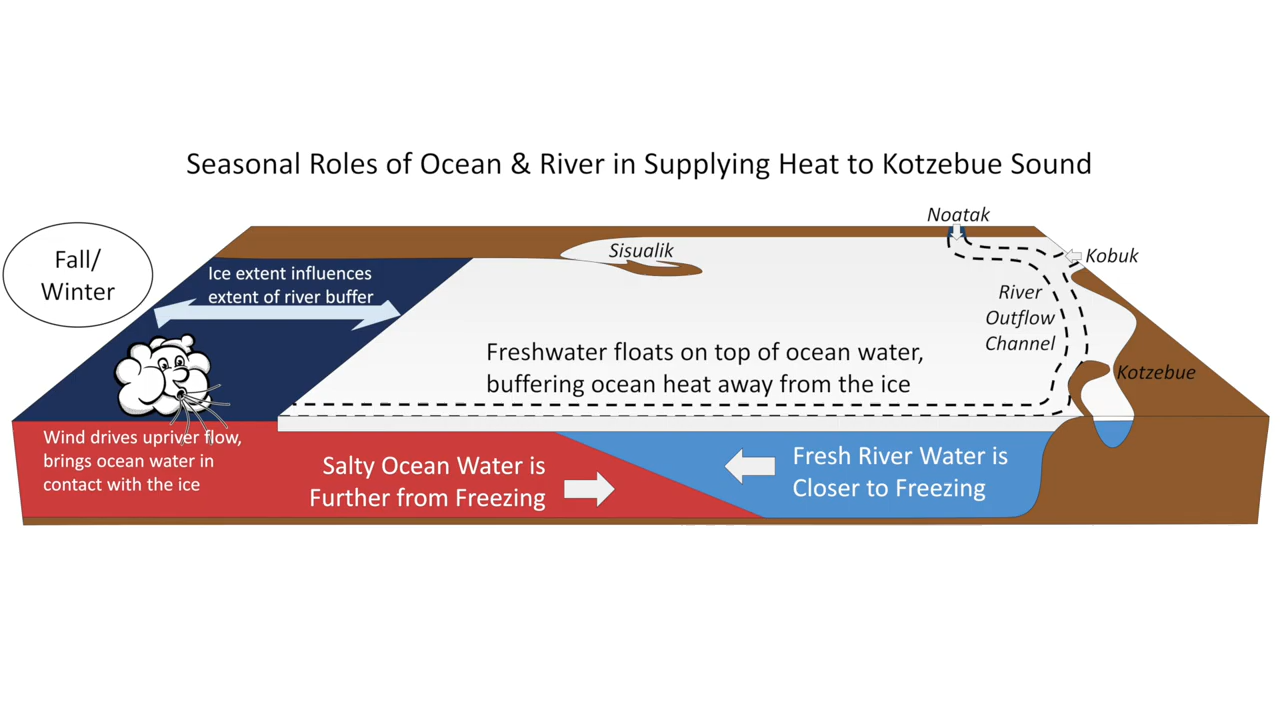 Seasonal Roles of Ocean & River in Supplying Heat to Kotzebue Sound
Noatak
Fall/
Winter
Sisualik
Kobuk
Ice extent influences
extent of river buffer
River
Outflow
Channel
Freshwater floats on top of ocean water,
buffering ocean heat away from the ice
Kotzebue
Wind drives upriver flow,
brings ocean water in
contact with the ice
Salty Ocean Water is
Further from Freezing
Fresh River Water is
Closer to Freezing